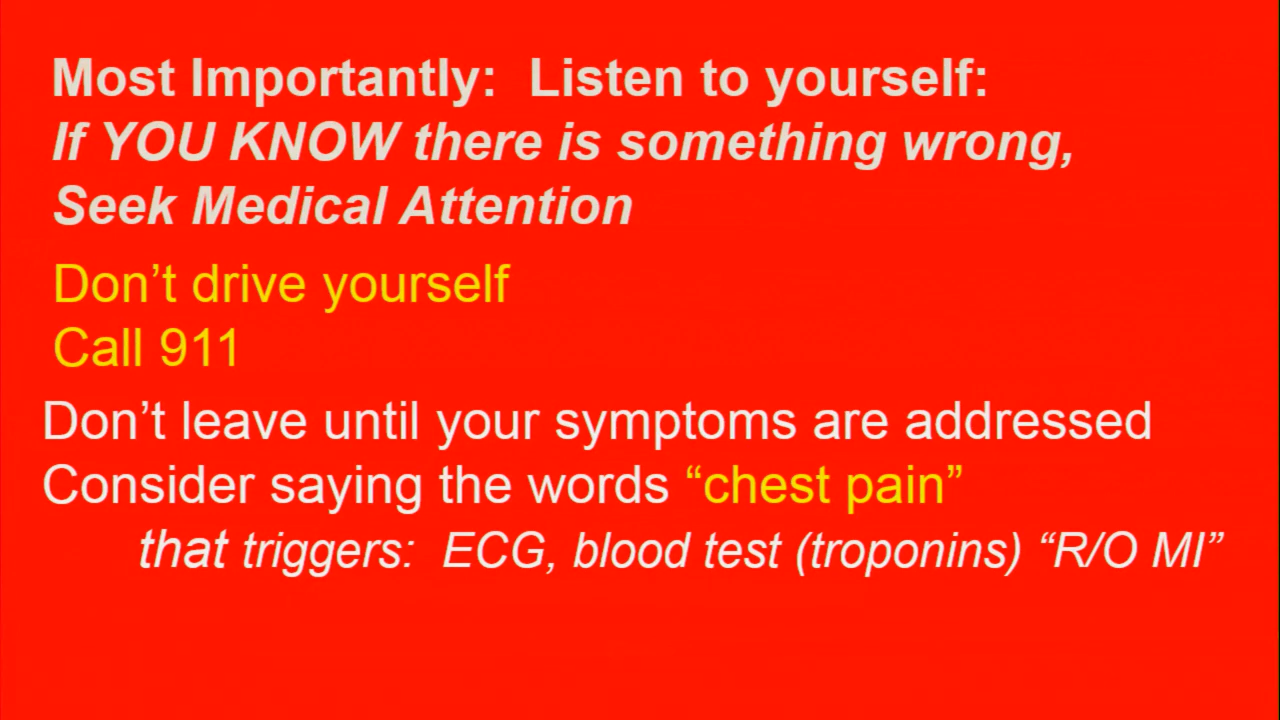 Most Importantly:  Listen to yourself:
If YOU KNOW there is something wrong,
Seek Medical Attention
Don’t drive yourself
Call 911
Don’t leave until your symptoms are addressed
Consider saying the words “chest pain”
that triggers:  ECG, blood test (troponins) “R/O MI”